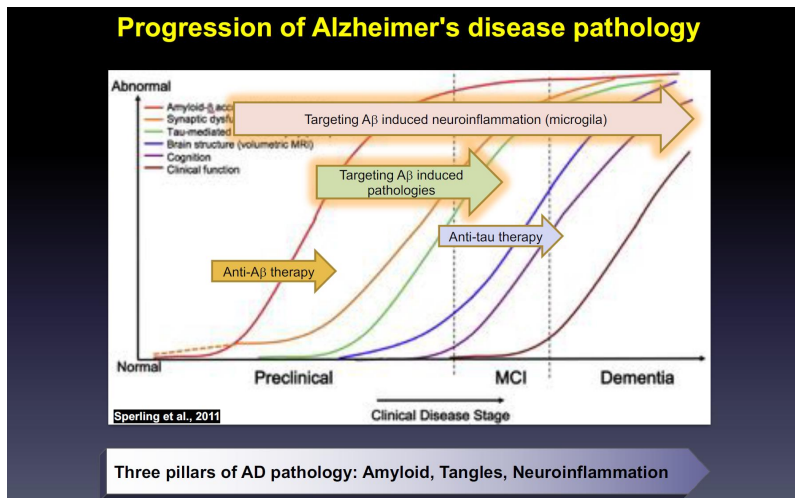 Progression of Alzheimer's disease pathology
Abnormal
Amyloid-β
Synaptic
Tau-mediated
Brain structure (volumetric MRI)
Cognition
Clinical function
Targeting Aβ induced neuroinflammation (microgila)
Targeting Aβ induced
pathologies
Anti-tau therapy
Anti-Aβ therapy
Normal
Preclinical
MCI
Dementia
Sperling et al., 2011
Clinical Disease Stage
Three pillars of AD pathology: Amyloid, Tangles, Neuroinflammation